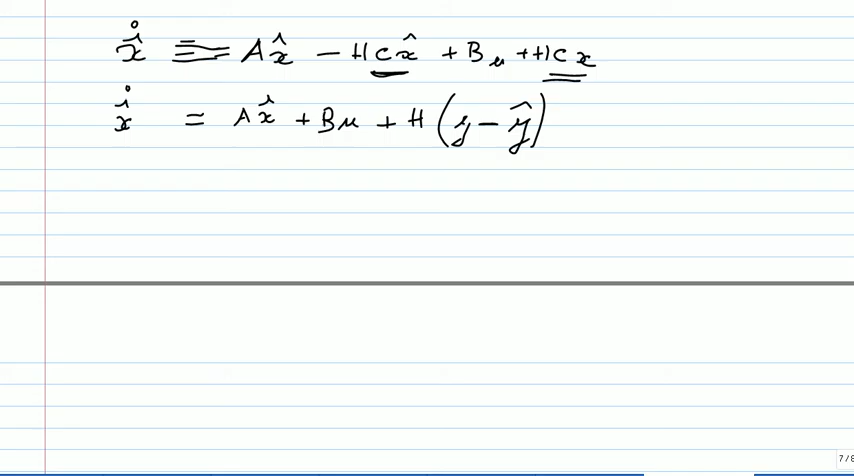 x̂̇ = Ax̂ − HCx̂ + Bu + HCx
x̂̇ = Ax̂ + Bu + H(y − ŷ)
7/8